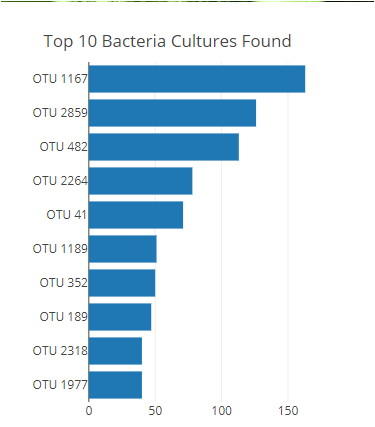 Top 10 Bacteria Cultures Found
OTU 1167
OTU 2859
OTU 482
OTU 2264
OTU 41
OTU 1189
OTU 352
OTU 189
OTU 2318
OTU 1977
0 50 100 150